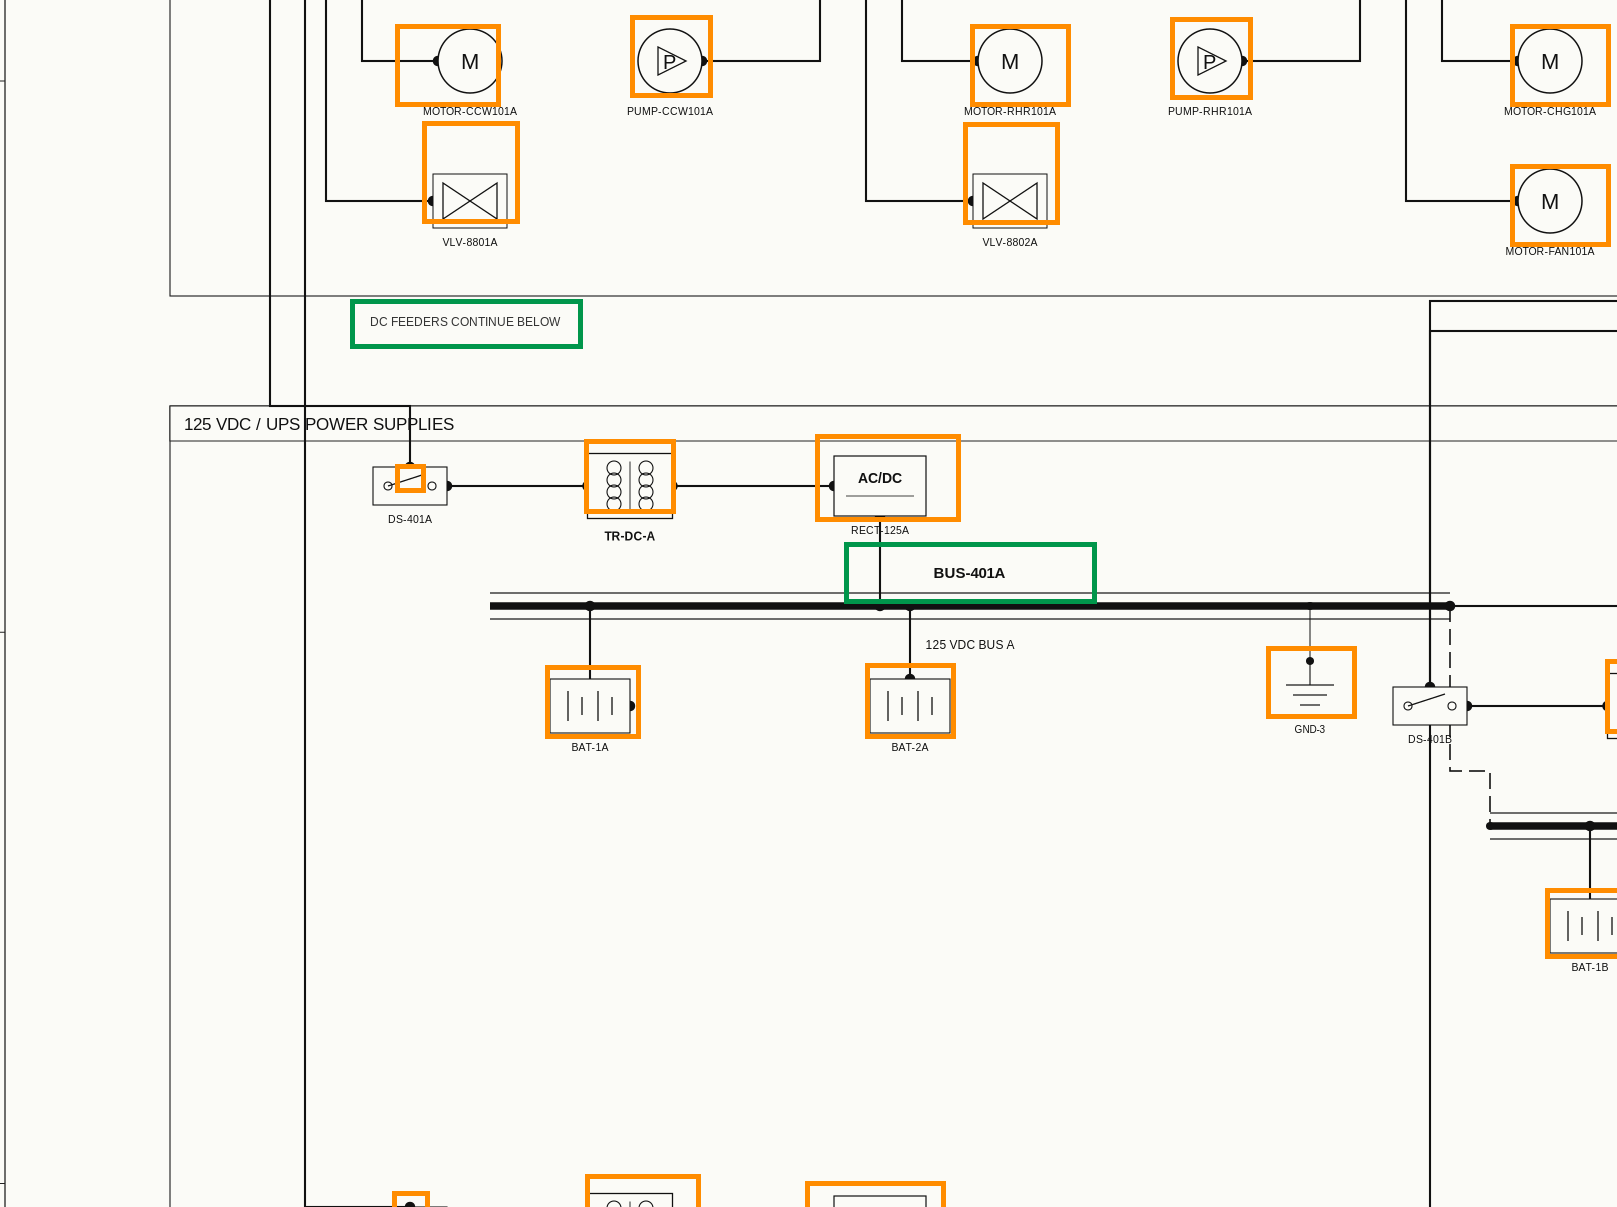 M
P
M
P
M
MOTOR-CCW101A
PUMP-CCW101A
MOTOR-RHR101A
PUMP-RHR101A
MOTOR-CHG101A
M
VLV-8801A
VLV-8802A
MOTOR-FAN101A
DC FEEDERS CONTINUE BELOW
125 VDC / UPS POWER SUPPLIES
AC/DC
DS-401A
RECT-125A
TR-DC-A
BUS-401A
125 VDC BUS A
GND-3
DS-401B
BAT-1A
BAT-2A
BAT-1B